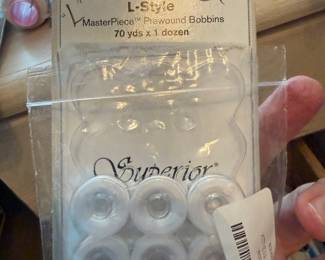 L-Style
MasterPiece™ Prewound Bobbins
70 yds x 1 dozen
Superior®